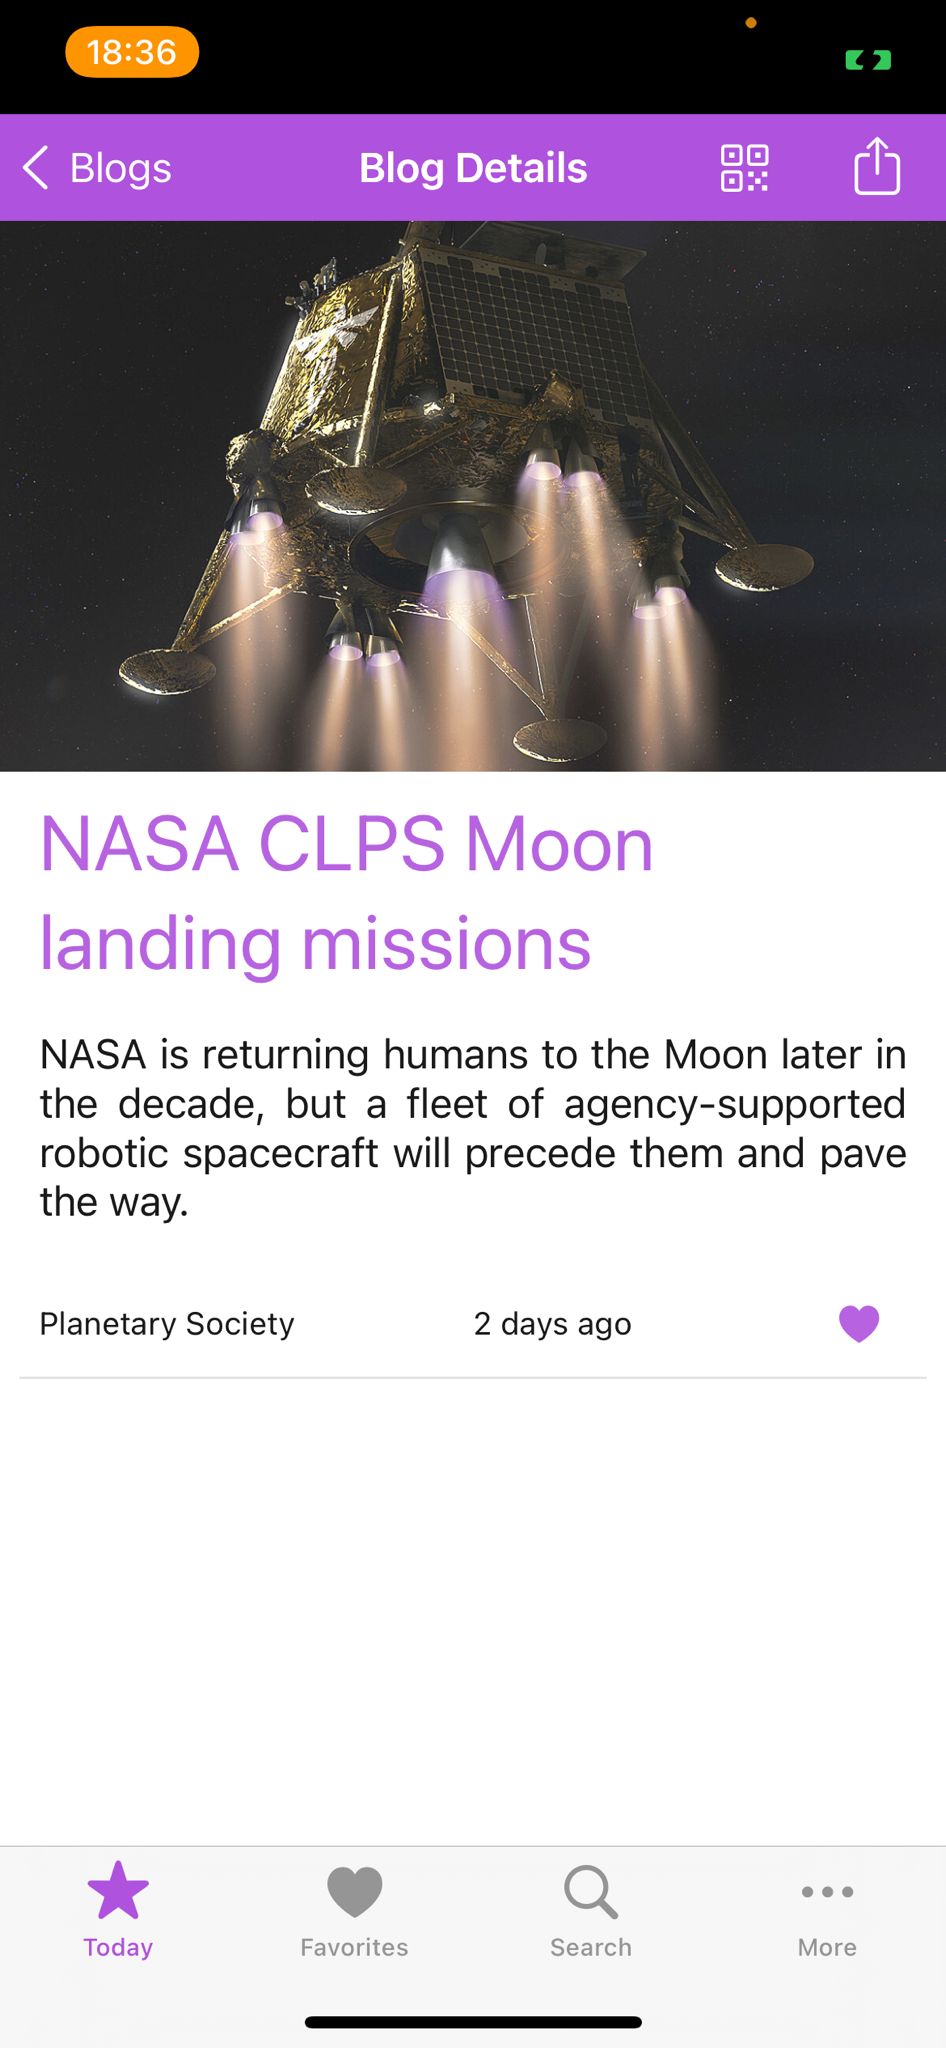 18:36
Blogs
Blog Details
NASA CLPS Moon
landing missions
NASA is returning humans to the Moon later in
the decade, but a fleet of agency-supported
robotic spacecraft will precede them and pave
the way.
Planetary Society
2 days ago
Today
Favorites
Search
More